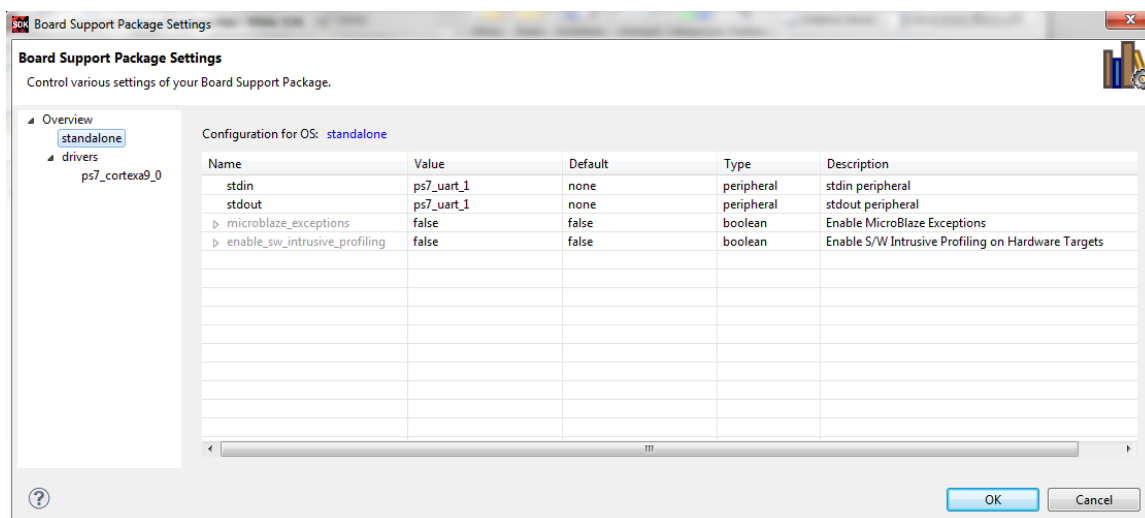 SDK Board Support Package Settings
Board Support Package Settings
Control various settings of your Board Support Package.
Overview
standalone
drivers
ps7_cortexa9_0
Configuration for OS: standalone
Name Value Default Type Description
stdin ps7_uart_1 none peripheral stdin peripheral
stdout ps7_uart_1 none peripheral stdout peripheral
microblaze_exceptions false false boolean Enable MicroBlaze Exceptions
enable_sw_intrusive_profiling false false boolean Enable S/W Intrusive Profiling on Hardware Targets
OK Cancel